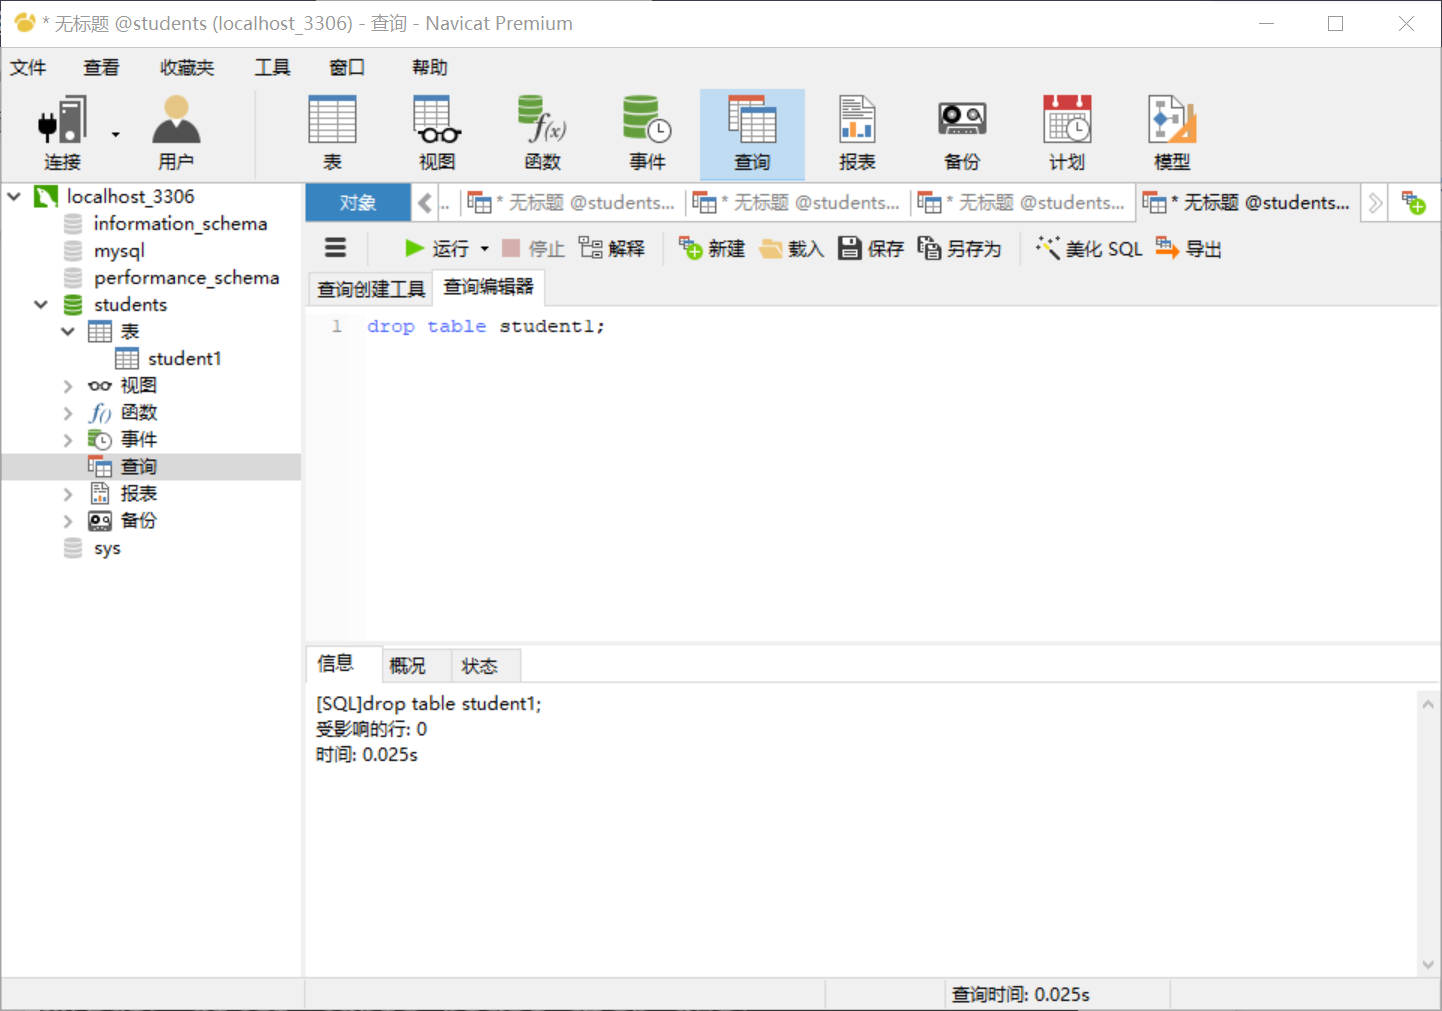 * 无标题 @students (localhost_3306) - 查询 - Navicat Premium
文件 查看 收藏夹 工具 窗口 帮助
连接 用户 表 视图 函数 事件 查询 报表 备份 计划 模型
localhost_3306
information_schema
mysql
performance_schema
students
表
student1
视图
f() 函数
事件
查询
报表
备份
sys
对象 .. * 无标题 @students... * 无标题 @students... * 无标题 @students... * 无标题 @students...
运行 停止 解释 新建 载入 保存 另存为 美化 SQL 导出
查询创建工具 查询编辑器
1 drop table student1;
信息 概况 状态
[SQL]drop table student1;
受影响的行: 0
时间: 0.025s
查询时间: 0.025s